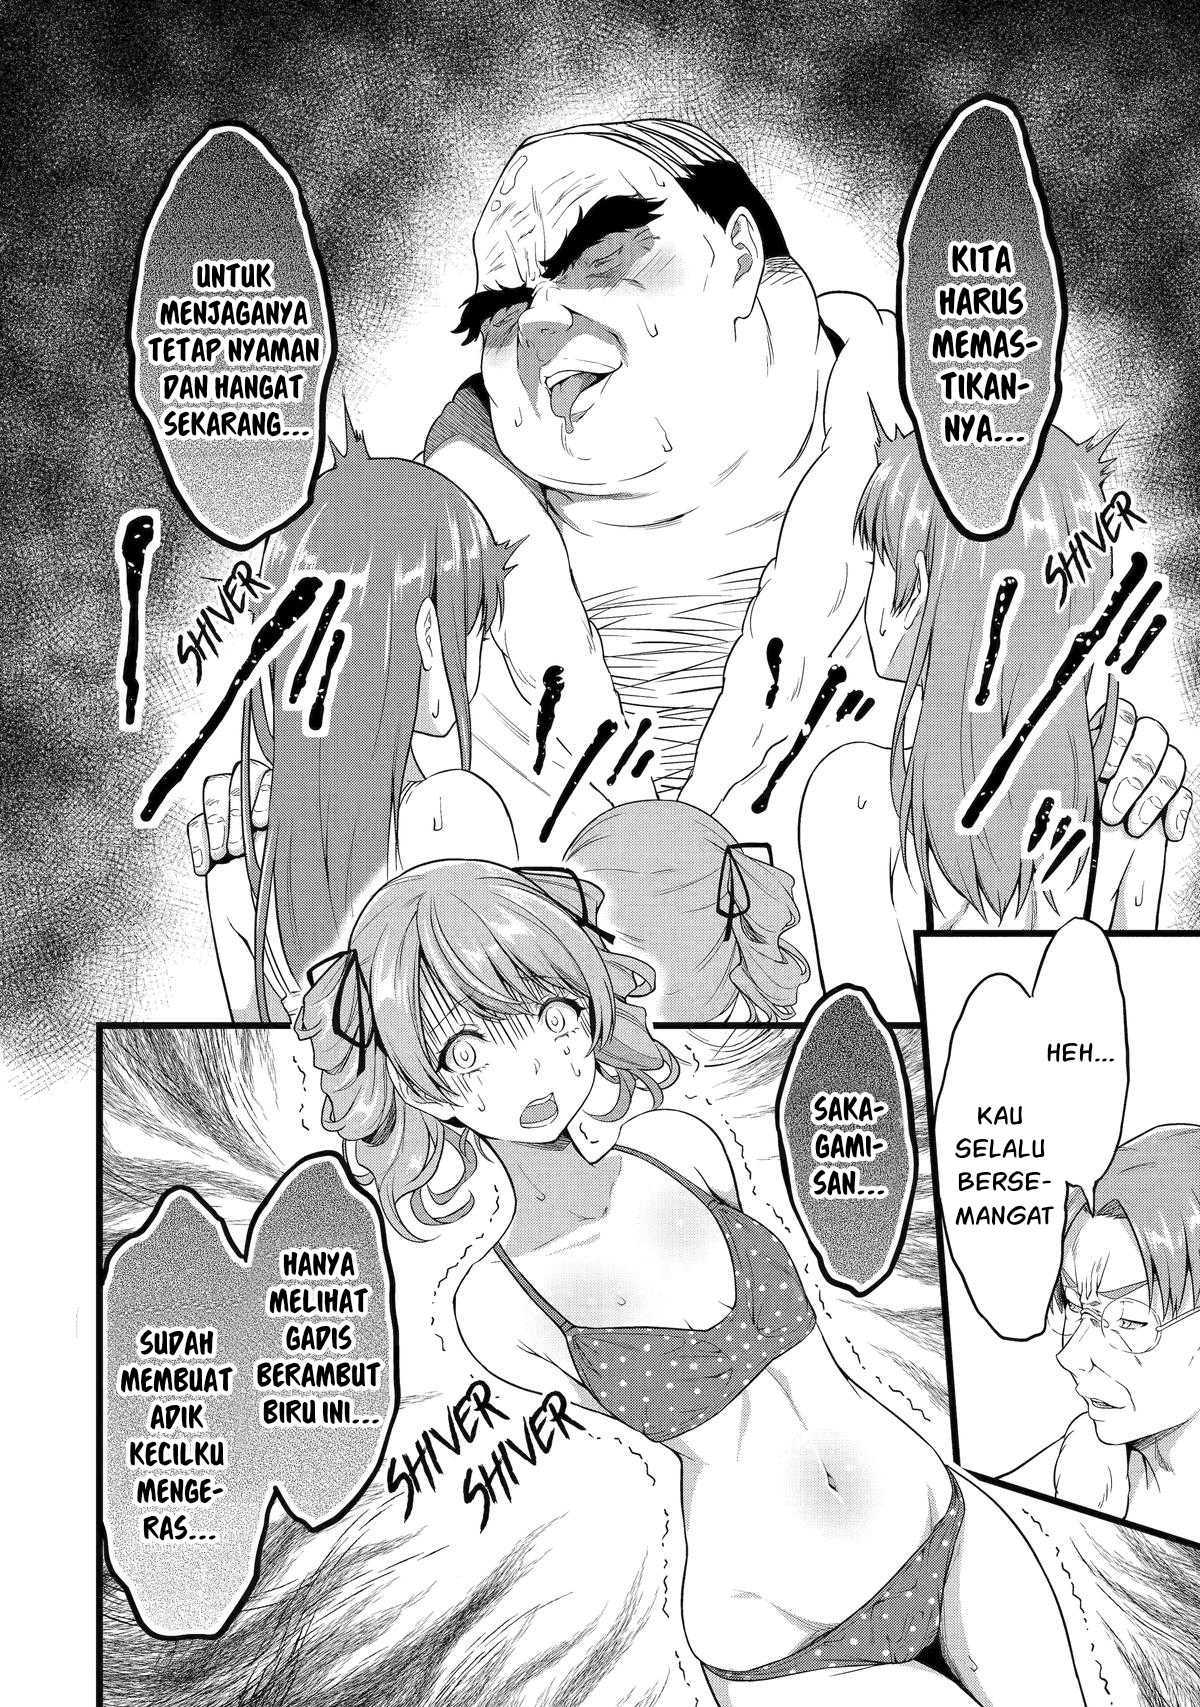 KITA
HARUS
MEMAS-
TIKAN-
NYA...
UNTUK
MENJAGANYA
TETAP NYAMAN
DAN HANGAT
SEKARANG...
SHIVER
SHIVER
HEH...
KAU
SELALU
BERSE-
MANGAT
SAKA-
GAMI-
SAN...
HANYA
MELIHAT
GADIS
BERAMBUT
BIRU INI...
SUDAH
MEMBUAT
ADIK
KECILKU
MENGE-
RAS...
SHIVER
SHIVER